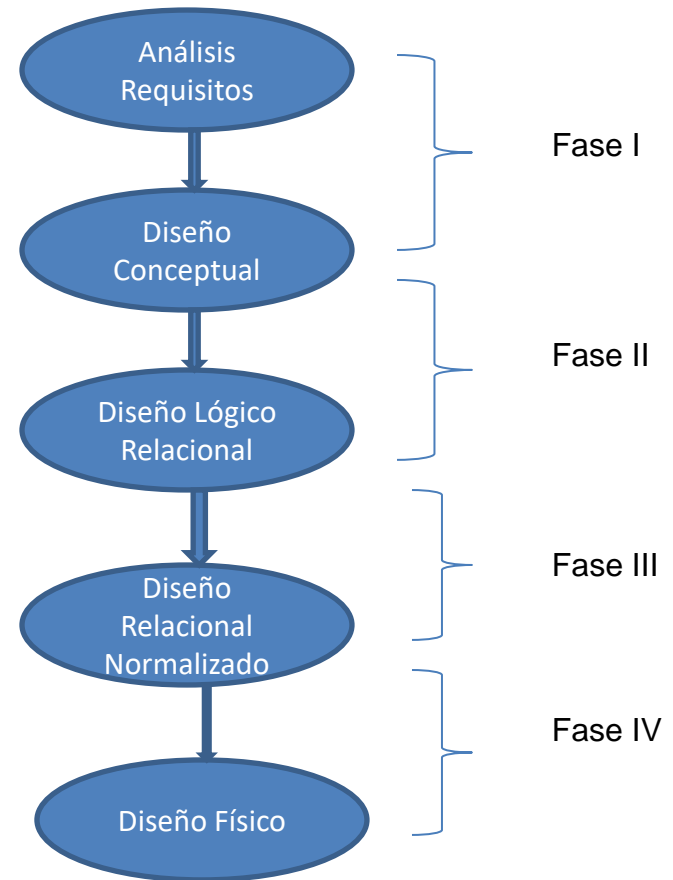 Análisis
Requisitos
Fase I
Diseño
Conceptual
Fase II
Diseño Lógico
Relacional
Fase III
Diseño
Relacional
Normalizado
Fase IV
Diseño Físico